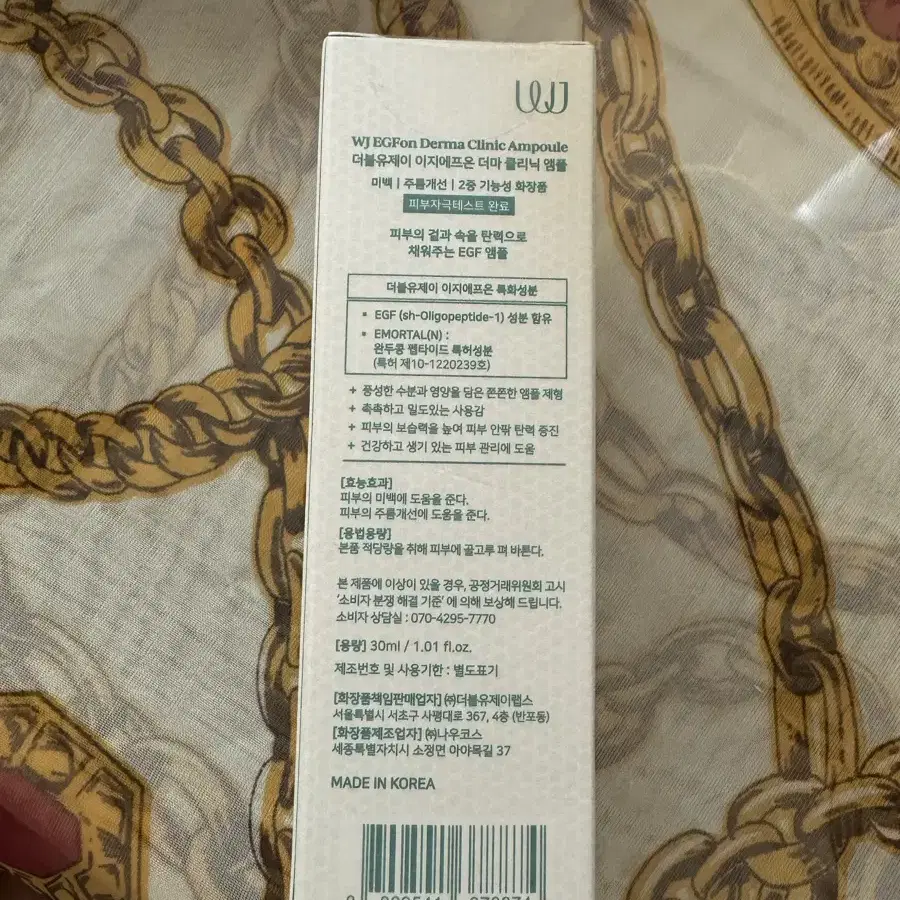 WJ
WJ EGFon Derma Clinic Ampoule
더블유제이 이지에프온 더마 클리닉 앰플
미백 | 주름개선 | 2중 기능성 화장품
피부자극테스트 완료
피부의 겉과 속을 탄력으로
채워주는 EGF 앰플
더블유제이 이지에프온 특화성분
• EGF (sh-Oligopeptide-1) 성분 함유
• EMORTAL(N) :
완두콩 펩타이드 특허성분
(특허 제10-1220239호)
+ 풍성한 수분과 영양을 담은 쫀쫀한 앰플 제형
+ 촉촉하고 밀도있는 사용감
+ 피부의 보습력을 높여 피부 안팎 탄력 증진
+ 건강하고 생기 있는 피부 관리에 도움
[효능효과]
피부의 미백에 도움을 준다.
피부의 주름개선에 도움을 준다.
[용법용량]
본품 적당량을 취해 피부에 골고루 펴 바른다.
본 제품에 이상이 있을 경우, 공정거래위원회 고시
'소비자 분쟁 해결 기준' 에 의해 보상해 드립니다.
소비자 상담실 : 070-4295-7770
[용량] 30ml / 1.01 fl.oz.
제조번호 및 사용기한 : 별도표기
[화장품책임판매업자] ㈜더블유제이랩스
서울특별시 서초구 사평대로 367, 4층 (반포동)
[화장품제조업자] ㈜나우코스
세종특별자치시 소정면 아야목길 37
MADE IN KOREA